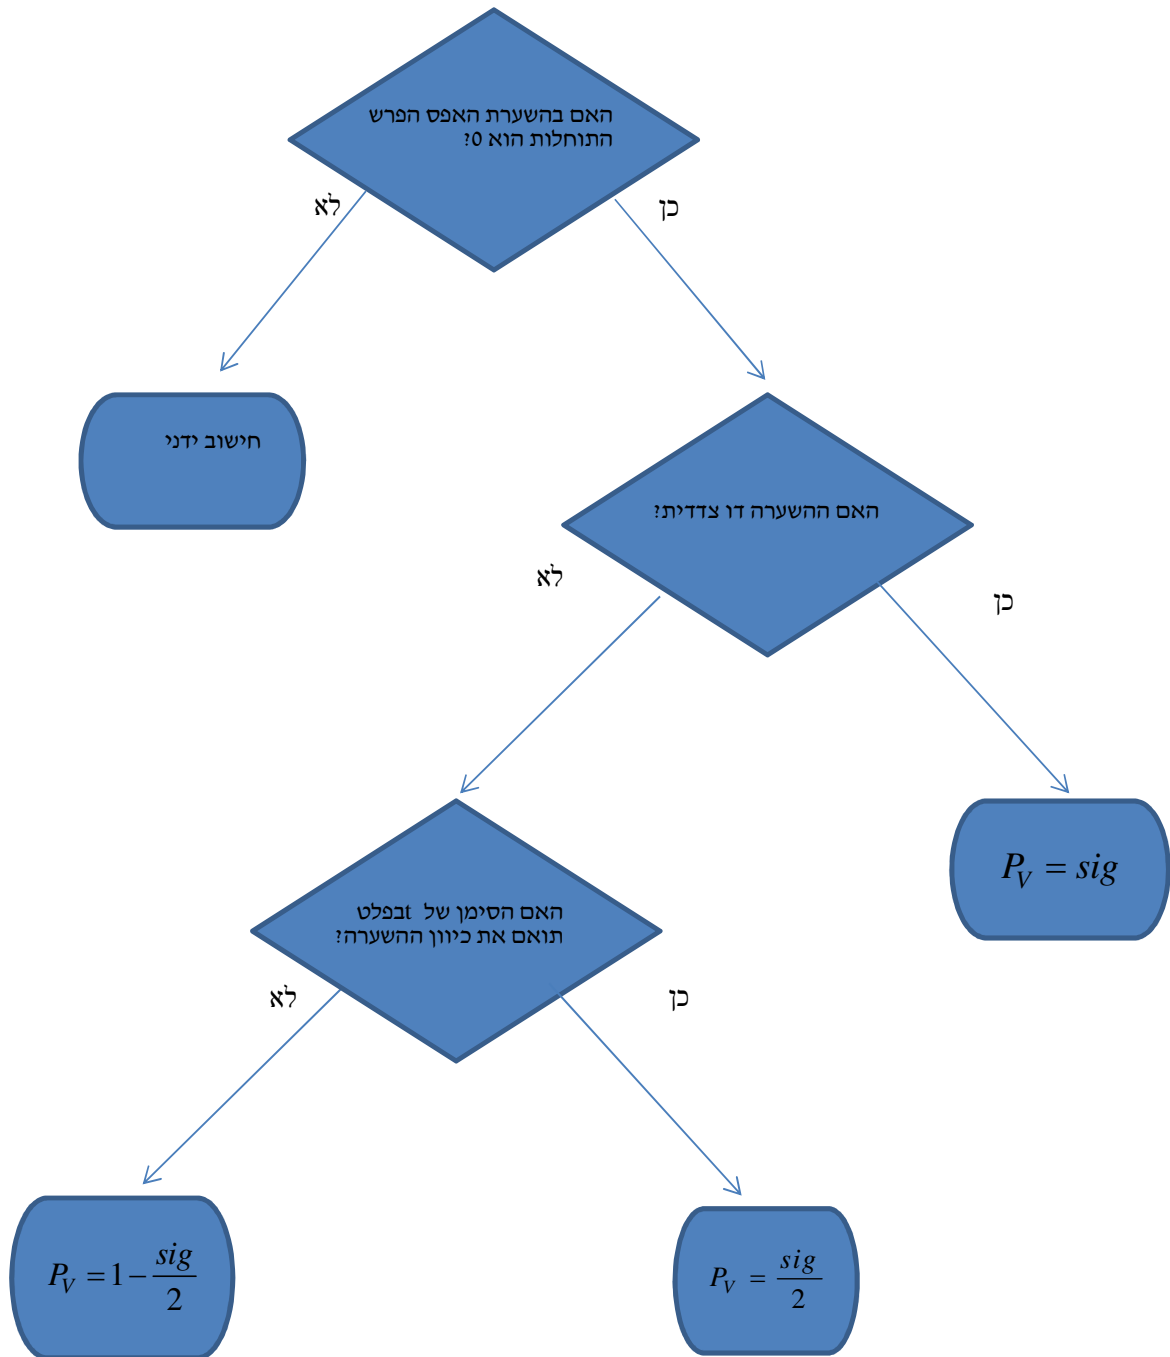 האם בהשערת האפס הפרש
התוחלות הוא 0?
לא
כן
חישוב ידני
האם ההשערה דו צדדית?
לא
כן
P_V = sig
האם הסימן של t בפלט
תואם את כיוון ההשערה?
לא
כן
P_V = 1 - sig/2
P_V = sig/2